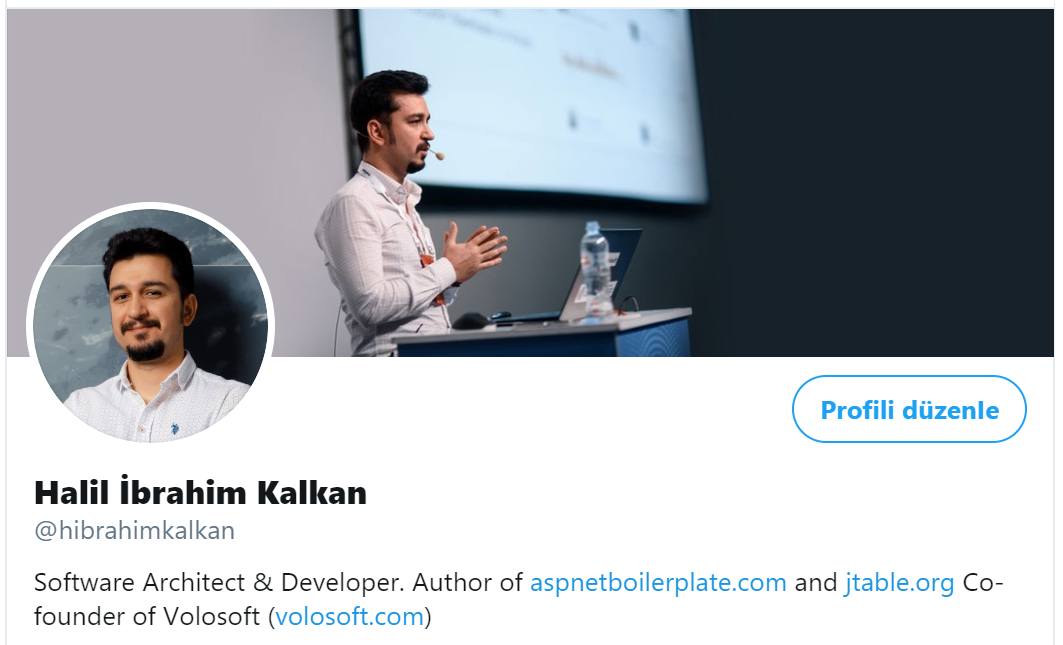 Profili düzenle
Halil İbrahim Kalkan
@hibrahimkalkan
Software Architect & Developer. Author of aspnetboilerplate.com and jtable.org Co-
founder of Volosoft (volosoft.com)